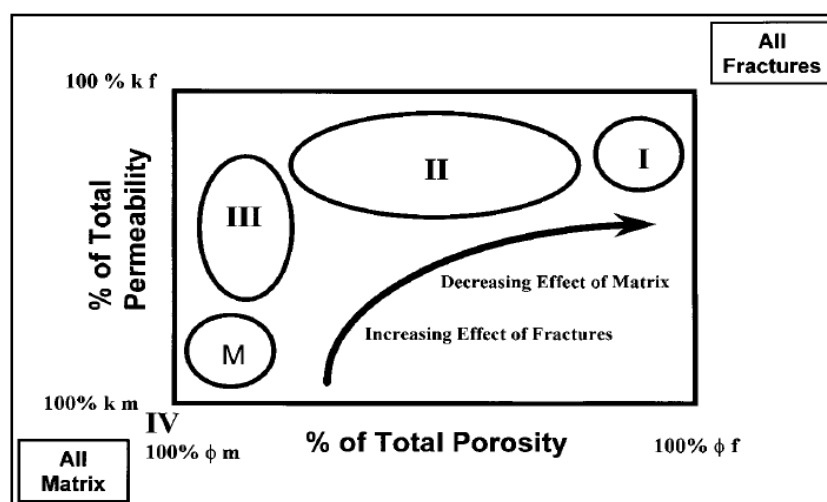 All
Fractures
100 % k f
% of Total
Permeability
I
II
III
Decreasing Effect of Matrix
Increasing Effect of Fractures
M
100% k m
IV
100% ϕ m
% of Total Porosity
100% ϕ f
All
Matrix